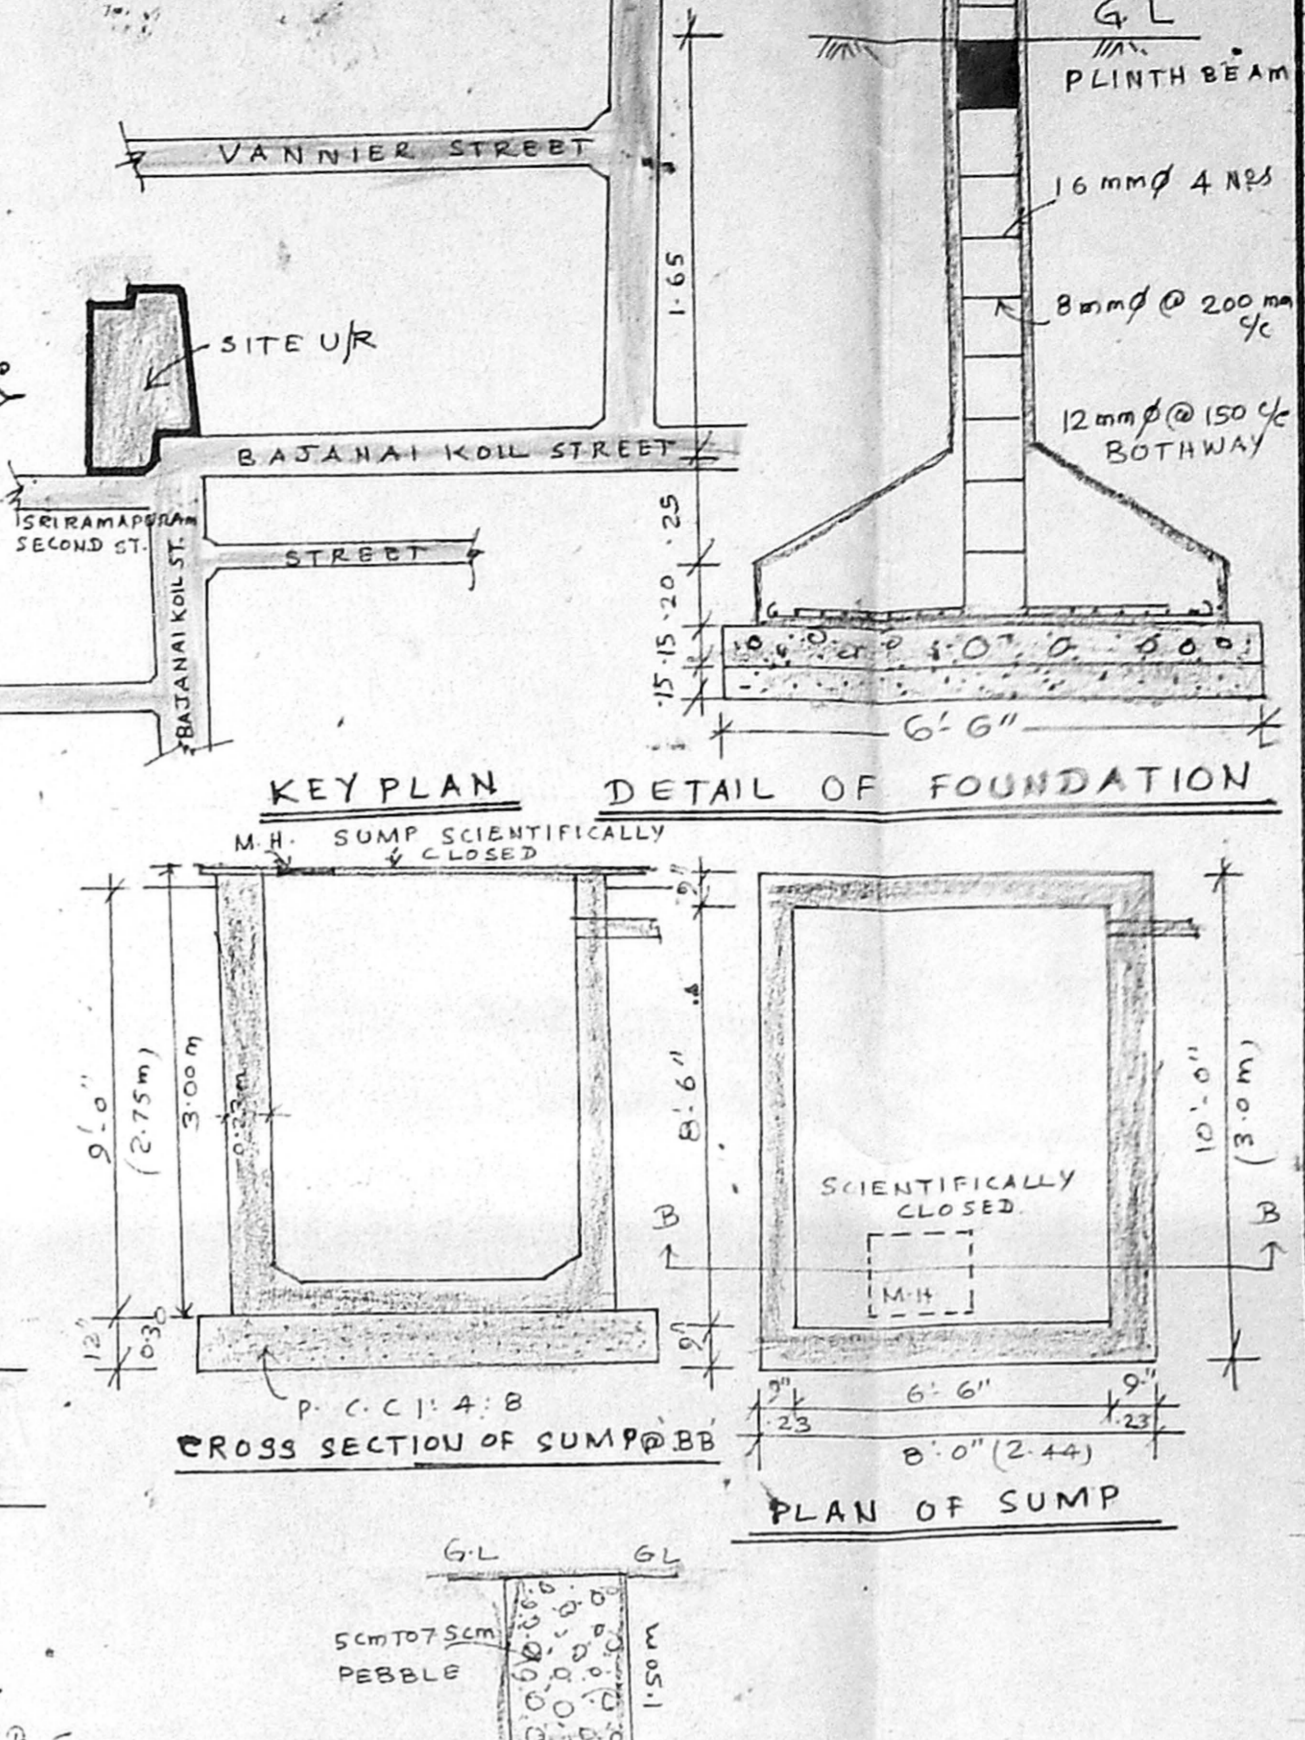 G.L
PLINTH BEAM
VANNIER STREET
16 mmø 4 NOS
1.65
8mmø @ 200 mm
c/c
SITE U/R
12mmø@150 c/c
BOTHWAY
BAJANAI KOIL STREET
.25
SRIRAMAPURAM
SECOND ST.
STREET
BAJANAI KOIL ST.
.20
.15
.15
6'-6"
KEY PLAN
DETAIL OF FOUNDATION
M.H. SUMP SCIENTIFICALLY
CLOSED
9"
9'-0"
(2.75m)
3.00m
0.23m
8'-6"
10'-0"
(3.0m)
SCIENTIFICALLY
CLOSED
B
B
M.H
12"
0.30
9"
P.C.C 1:4:8
9" 6'-6" 9"
.23 .23
8'-0" (2.44)
CROSS SECTION OF SUMP@BB
PLAN OF SUMP
G.L GL
5cm TO 7.5cm
PEBBLE
1.50m